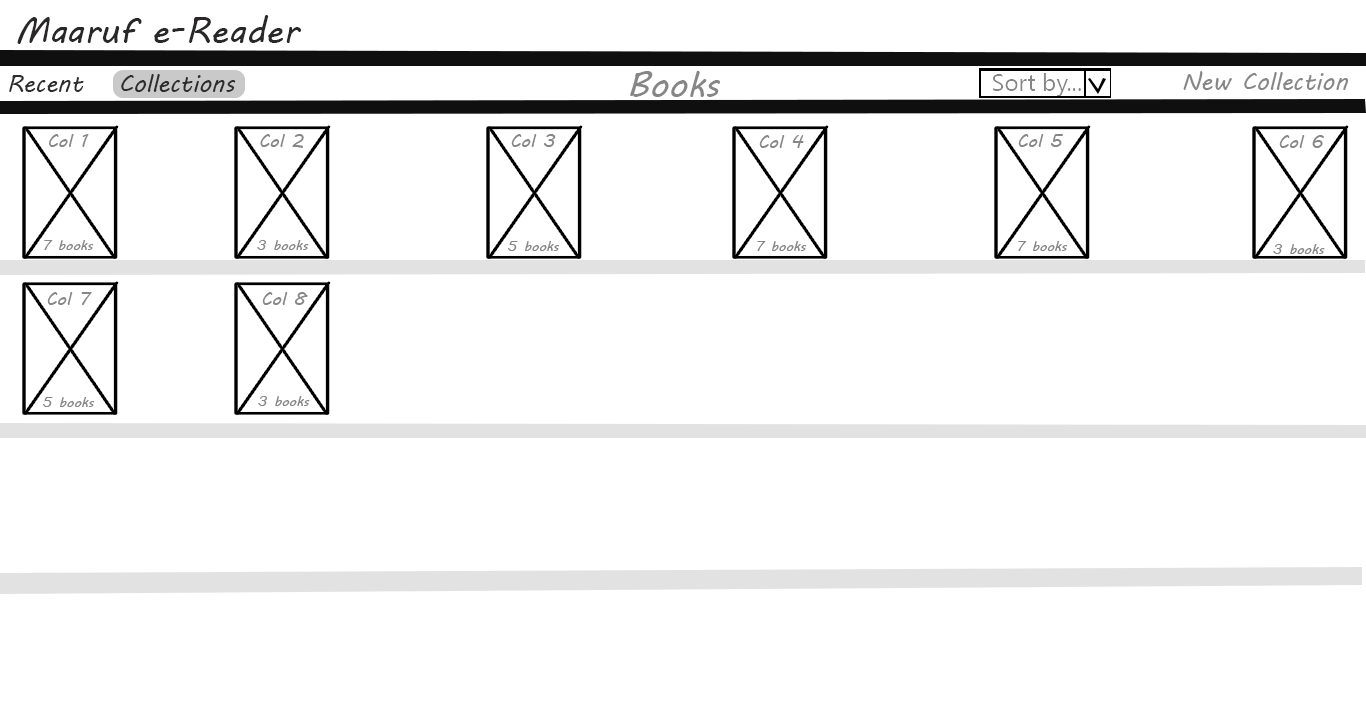 Maaruf e-Reader
Recent Collections Books Sort by... New Collection
Col 1 Col 2 Col 3 Col 4 Col 5 Col 6
7 books 3 books 5 books 7 books 7 books 3 books
Col 7 Col 8
5 books 3 books